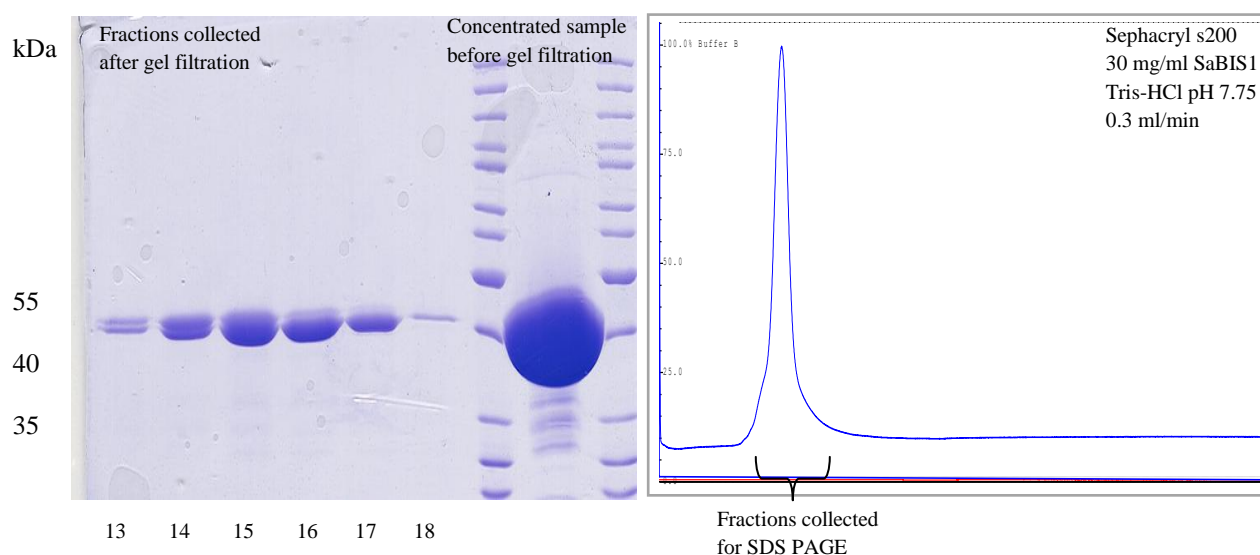 kDa
Fractions collected
after gel filtration
Concentrated sample
before gel filtration
55
40
35
13 14 15 16 17 18
100.0% Buffer B
75.0
50.0
25.0
Sephacryl s200
30 mg/ml SaBIS1
Tris-HCl pH 7.75
0.3 ml/min
Fractions collected
for SDS PAGE